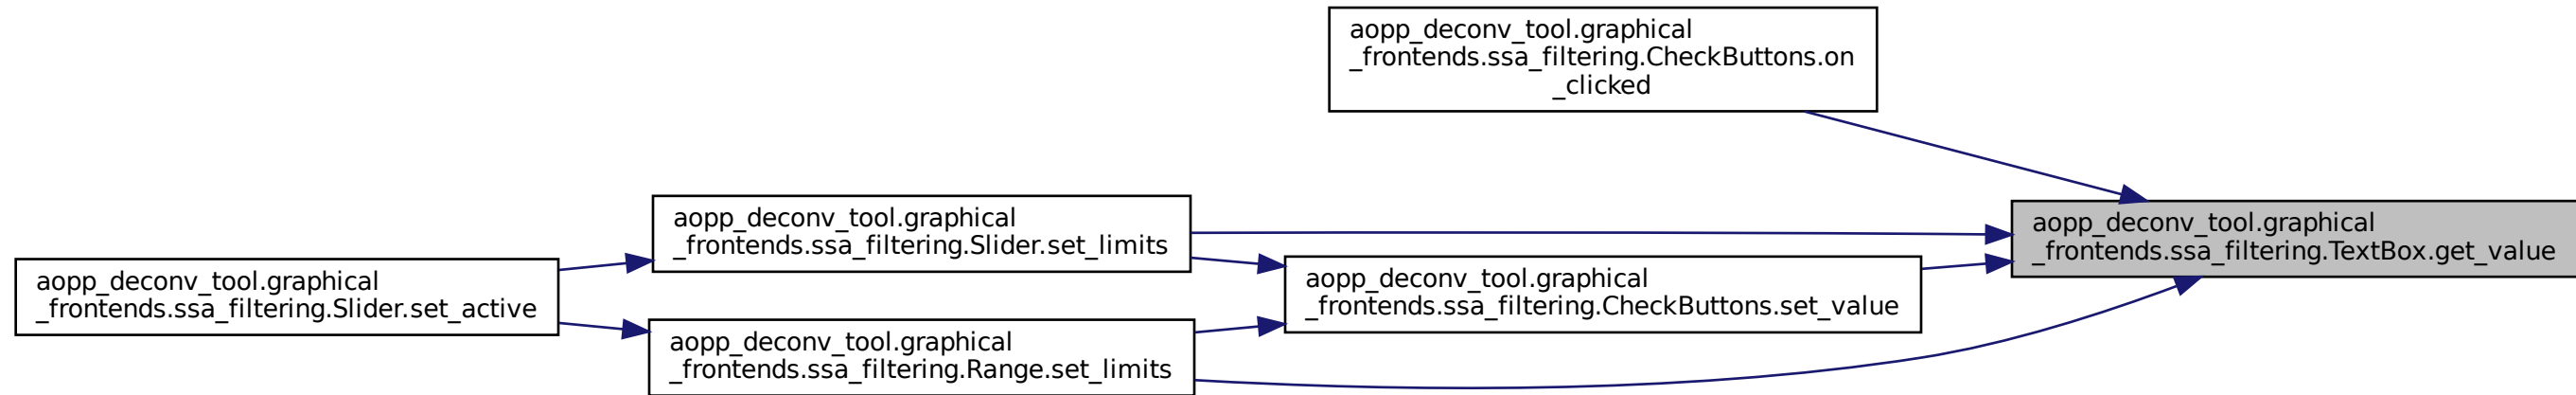 aopp_deconv_tool.graphical
_frontends.ssa_filtering.CheckButtons.on
_clicked
aopp_deconv_tool.graphical
_frontends.ssa_filtering.Slider.set_limits
aopp_deconv_tool.graphical
_frontends.ssa_filtering.TextBox.get_value
aopp_deconv_tool.graphical
_frontends.ssa_filtering.Slider.set_active
aopp_deconv_tool.graphical
_frontends.ssa_filtering.CheckButtons.set_value
aopp_deconv_tool.graphical
_frontends.ssa_filtering.Range.set_limits